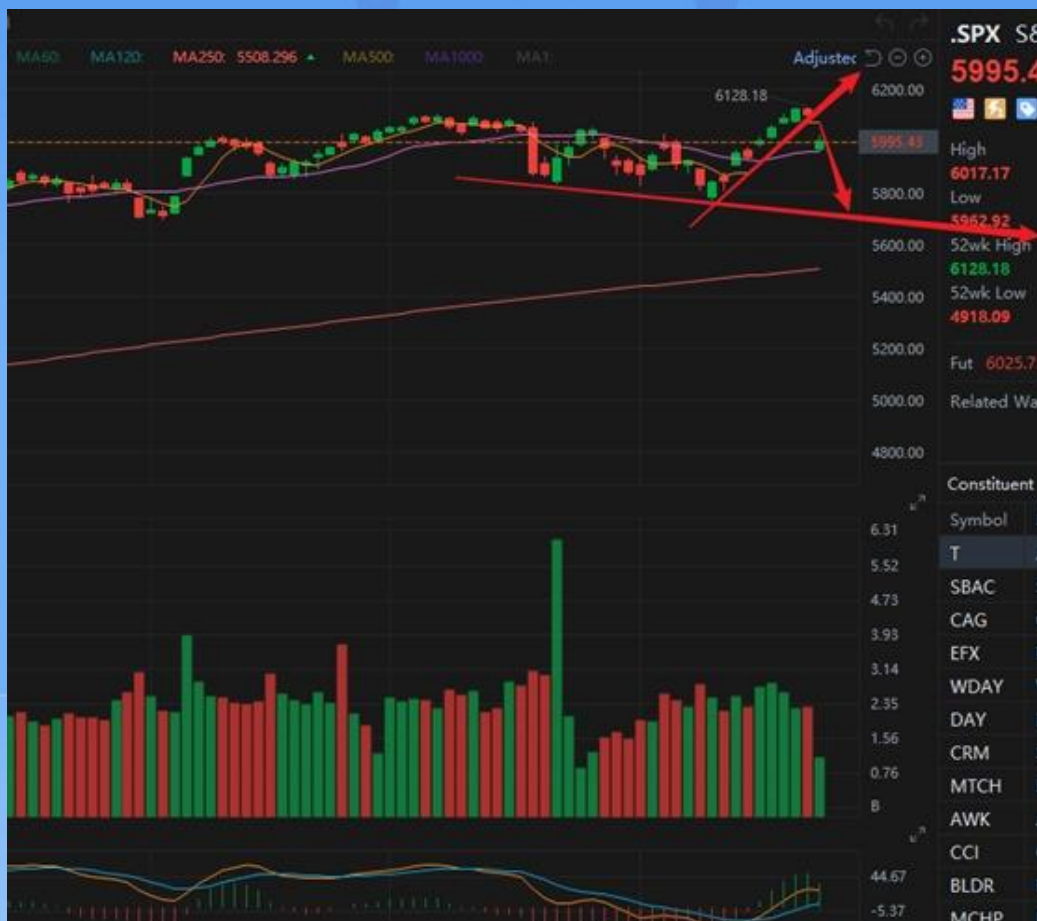 MA60: MA120: MA250: 5508.296 MA500: MA1000 MA1:
Adjusted
.SPX S&
5995.4
6128.18
6200.00
5995.43
5800.00
5600.00
5400.00
5200.00
5000.00
4800.00
High
6017.17
Low
5962.92
52wk High
6128.18
52wk Low
4918.09
Fut 6025.7
Related Wa
Constituent
Symbol
T
SBAC
CAG
EFX
WDAY
DAY
CRM
MTCH
AWK
CCI
BLDR
MCHP
6.31
5.52
4.73
3.93
3.14
2.35
1.56
0.76
B
44.67
-5.37